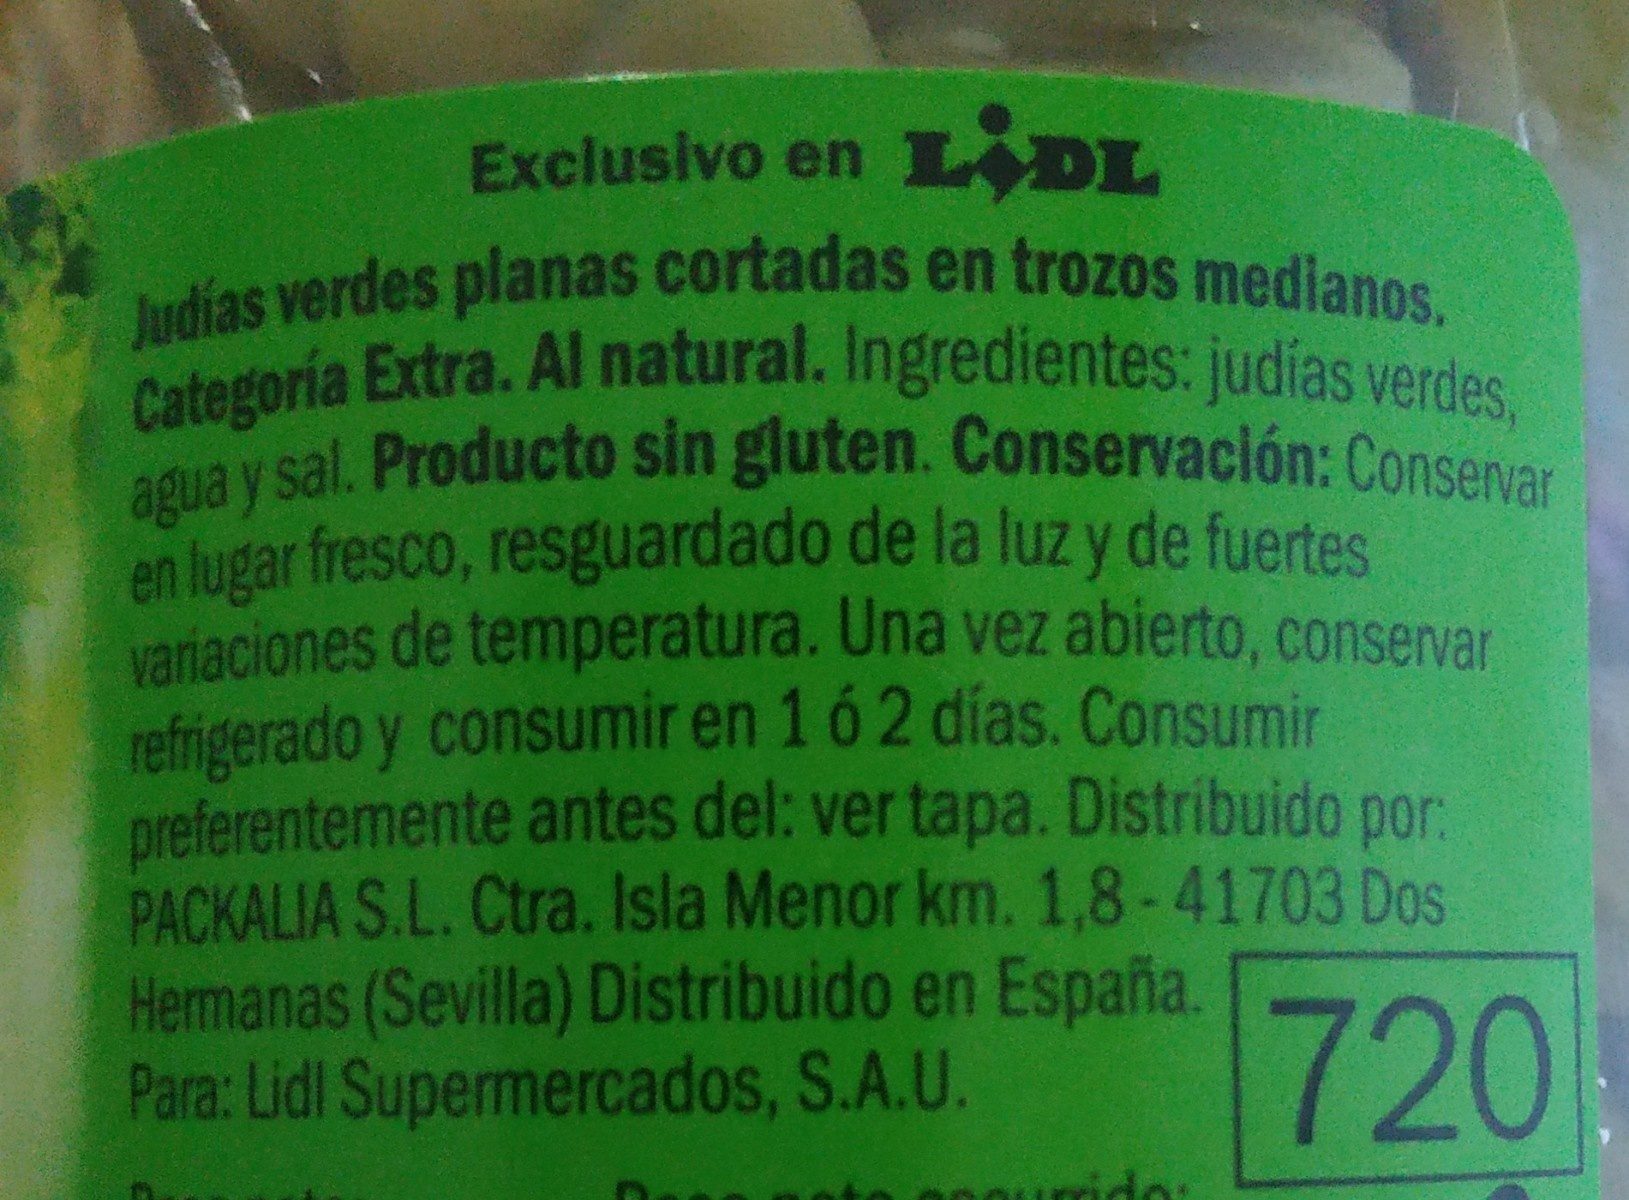 Exclusivo en LIDL
Judías verdes planas cortadas en trozos medianos.
Categoría Extra. Al natural. Ingredientes: judías verdes,
agua y sal. Producto sin gluten. Conservación: Conservar
en lugar fresco, resguardado de la luz y de fuertes
variaciones de temperatura. Una vez abierto, conservar
refrigerado y consumir en 1 ó 2 días. Consumir
preferentemente antes del: ver tapa. Distribuido por:
PACKALIA S.L. Ctra. Isla Menor km. 1,8 - 41703 Dos
Hermanas (Sevilla) Distribuido en España.
Para: Lidl Supermercados, S.A.U.
720